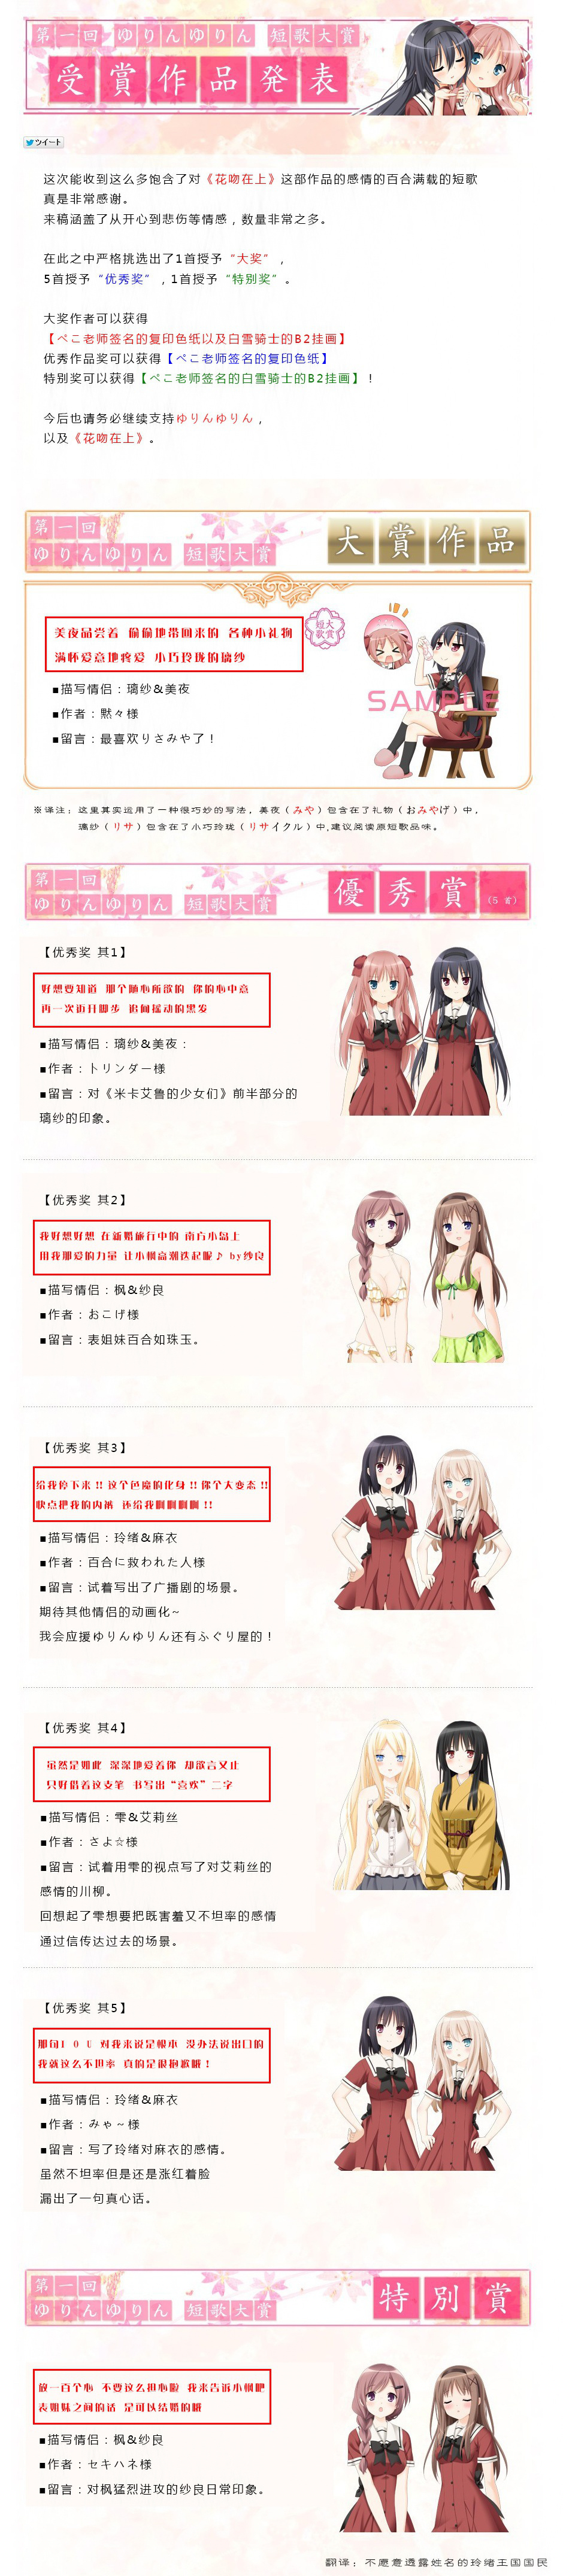 第一回 ゆりんゆりん 短歌大賞
受賞作品発表
ツイート
这次能收到这么多饱含了对《花吻在上》这部作品的感情的百合满载的短歌
真是非常感谢。
来稿涵盖了从开心到悲伤等情感，数量非常之多。
在此之中严格挑选出了1首授予“大奖”，
5首授予“优秀奖”，1首授予“特别奖”。
大奖作者可以获得
【ぺこ老师签名的复印色纸以及白雪骑士的B2挂画】
优秀作品奖可以获得【ぺこ老师签名的复印色纸】
特别奖可以获得【ぺこ老师签名的白雪骑士的B2挂画】！
今后也请务必继续支持ゆりんゆりん，
以及《花吻在上》。
第一回
ゆりんゆりん 短歌大賞
大賞作品
美夜品尝着 偷偷地带回来的 各种小礼物
满怀爱意地疼爱 小巧玲珑的璃纱
短歌大賞
■描写情侣：璃纱&美夜
■作者：黙々様
■留言：最喜欢りさみや了！
SAMPLE
※译注：这里其实运用了一种很巧妙的写法，美夜（みや）包含在了礼物（おみやげ）中，
璃纱（リサ）包含在了小巧玲珑（リサイクル）中,建议阅读原短歌品味。
第一回
ゆりんゆりん 短歌大賞
優秀賞（5 首）
【优秀奖 其1】
好想要知道 那个随心所欲的 你的心中意
再一次迈开脚步 追向摇动的黑发
■描写情侣：璃纱&美夜：
■作者：トリンダー様
■留言：对《米卡艾鲁的少女们》前半部分的
璃纱的印象。
【优秀奖 其2】
我好想好想 在新婚旅行中的 南方小岛上
用我那爱的力量 让小枫高潮迭起呢♪ by纱良
■描写情侣：枫&纱良
■作者：おこげ様
■留言：表姐妹百合如珠玉。
【优秀奖 其3】
给我停下来!! 这个色魔的化身!! 你个大变态!!
快点把我的内裤 还给我啊啊啊啊!!
■描写情侣：玲绪&麻衣
■作者：百合に救われた人様
■留言：试着写出了广播剧的场景。
期待其他情侣的动画化~
我会应援ゆりんゆりん还有ふぐり屋的！
【优秀奖 其4】
虽然是如此 深深地爱着你 却欲言又止
只好借着这支笔 书写出“喜欢”二字
■描写情侣：雫&艾莉丝
■作者：さよ☆様
■留言：试着用雫的视点写了对艾莉丝的
感情的川柳。
回想起了雫想要把既害羞又不坦率的感情
通过信传达过去的场景。
【优秀奖 其5】
那句I O U 对我来说是根本 没办法说出口的
我就这么不坦率 真的是很抱歉哦！
■描写情侣：玲绪&麻衣
■作者：みゃ～様
■留言：写了玲绪对麻衣的感情。
虽然不坦率但是还是涨红着脸
漏出了一句真心话。
第一回
ゆりんゆりん 短歌大賞
特別賞
放一百个心 不要这么担心啦 我来告诉小枫吧
表姐妹之间的话 是可以结婚的哦
■描写情侣：枫&纱良
■作者：セキハネ様
■留言：对枫猛烈进攻的纱良日常印象。
翻译：不愿意透露姓名的玲绪王国国民